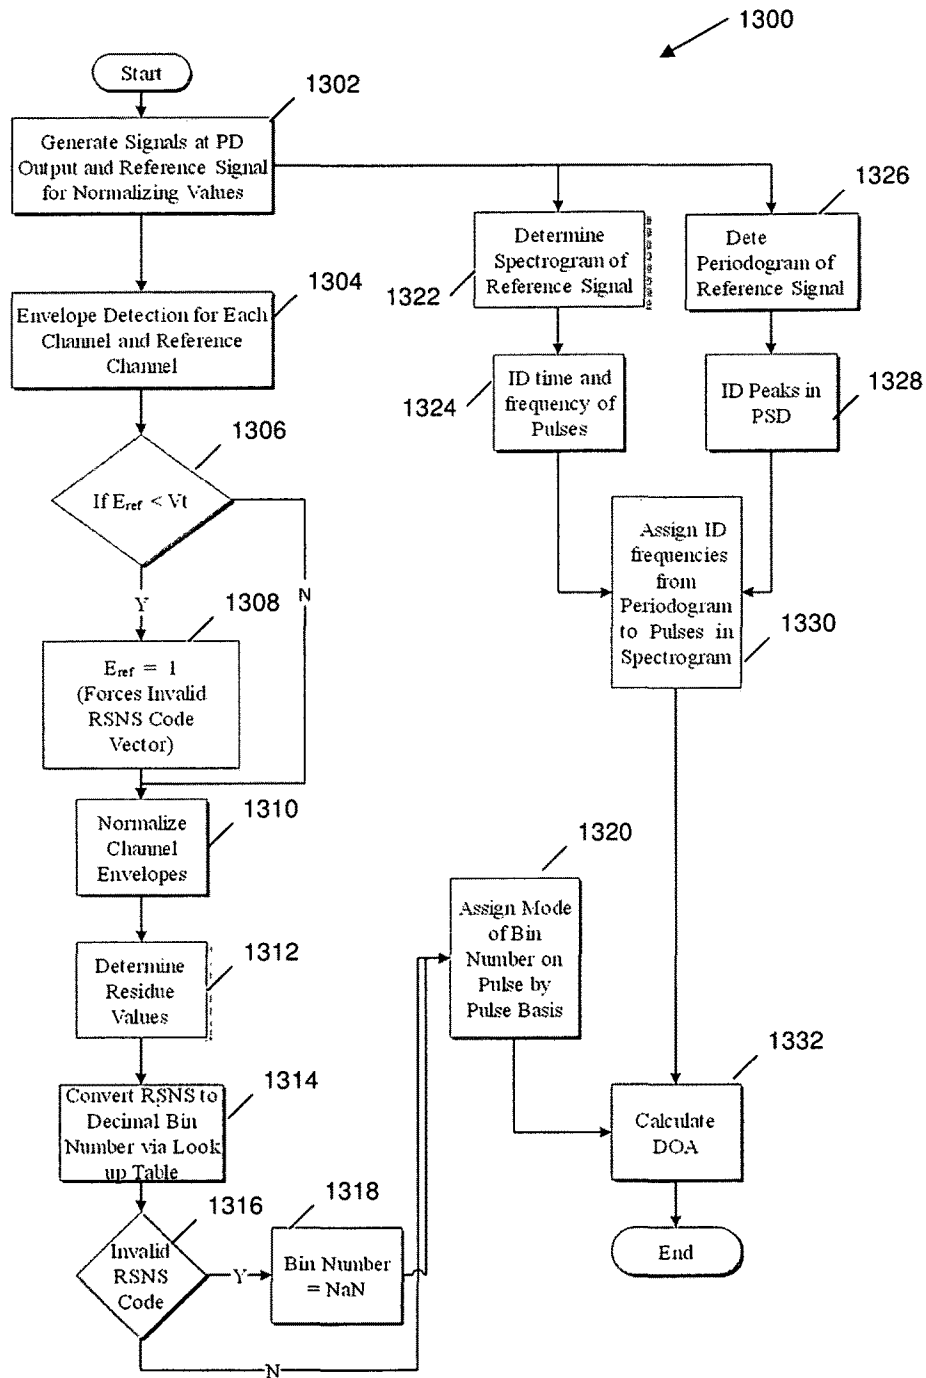 1300
Start
1302
Generate Signals at PD
Output and Reference Signal
for Normalizing Values
1304
Envelope Detection for Each
Channel and Reference
Channel
1306
If Eref < Vt
Y
N
1308
Eref = 1
(Forces Invalid
RSNS Code
Vector)
1310
Normalize
Channel
Envelopes
1312
Determine
Residue
Values
1314
Convert RSNS to
Decimal Bin
Number via Look
up Table
1316
Invalid
RSNS
Code
Y
N
1318
Bin Number
= NaN
1320
Assign Mode
of Bin
Number on
Pulse by
Pulse Basis
1322
Determine
Spectrogram of
Reference Signal
1324
ID time and
frequency of
Pulses
1326
Dete
Periodogram of
Reference Signal
1328
ID Peaks in
PSD
1330
Assign ID
frequencies
from
Periodogram
to Pulses in
Spectrogram
1332
Calculate
DOA
End